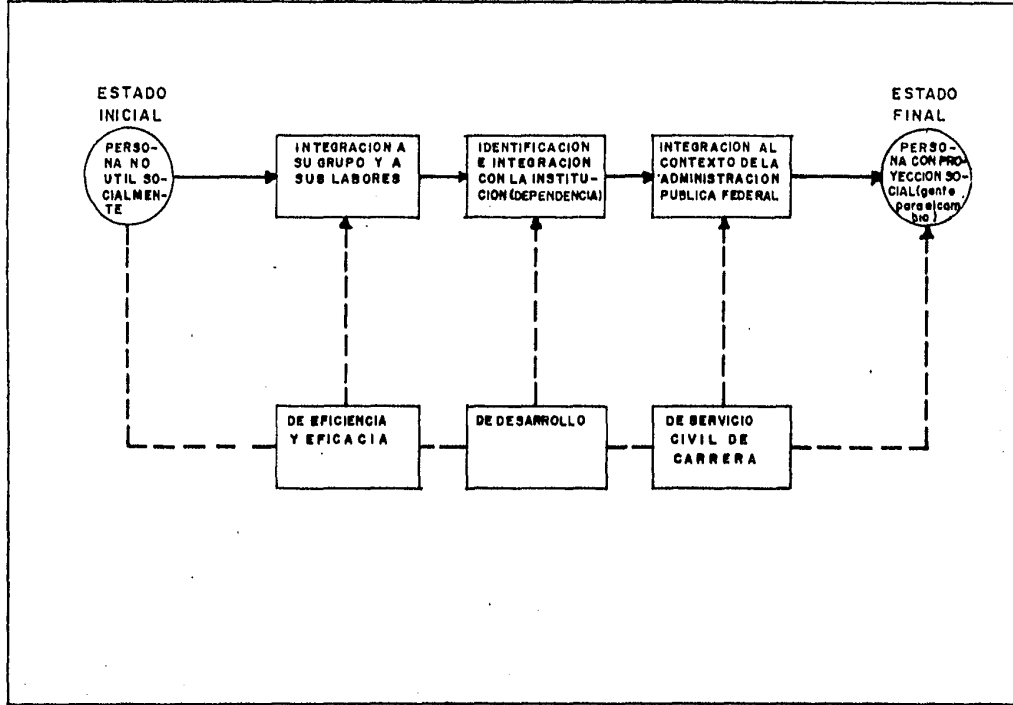 ESTADO
INICIAL
PERSO-
NA NO
UTIL SO-
CIALMEN-
TE
INTEGRACION A
SU GRUPO Y A
SUS LABORES
IDENTIFICACION
E INTEGRACION
CON LA INSTITU-
CION (DEPENDENCIA)
INTEGRACION AL
CONTEXTO DE LA
ADMINISTRACION
PUBLICA FEDERAL
ESTADO
FINAL
PERSO-
NA CON PRO-
YECCION SO-
CIAL (gente
para el cam
bio)
DE EFICIENCIA
Y EFICACIA
DE DESARROLLO
DE SERVICIO
CIVIL DE
CARRERA